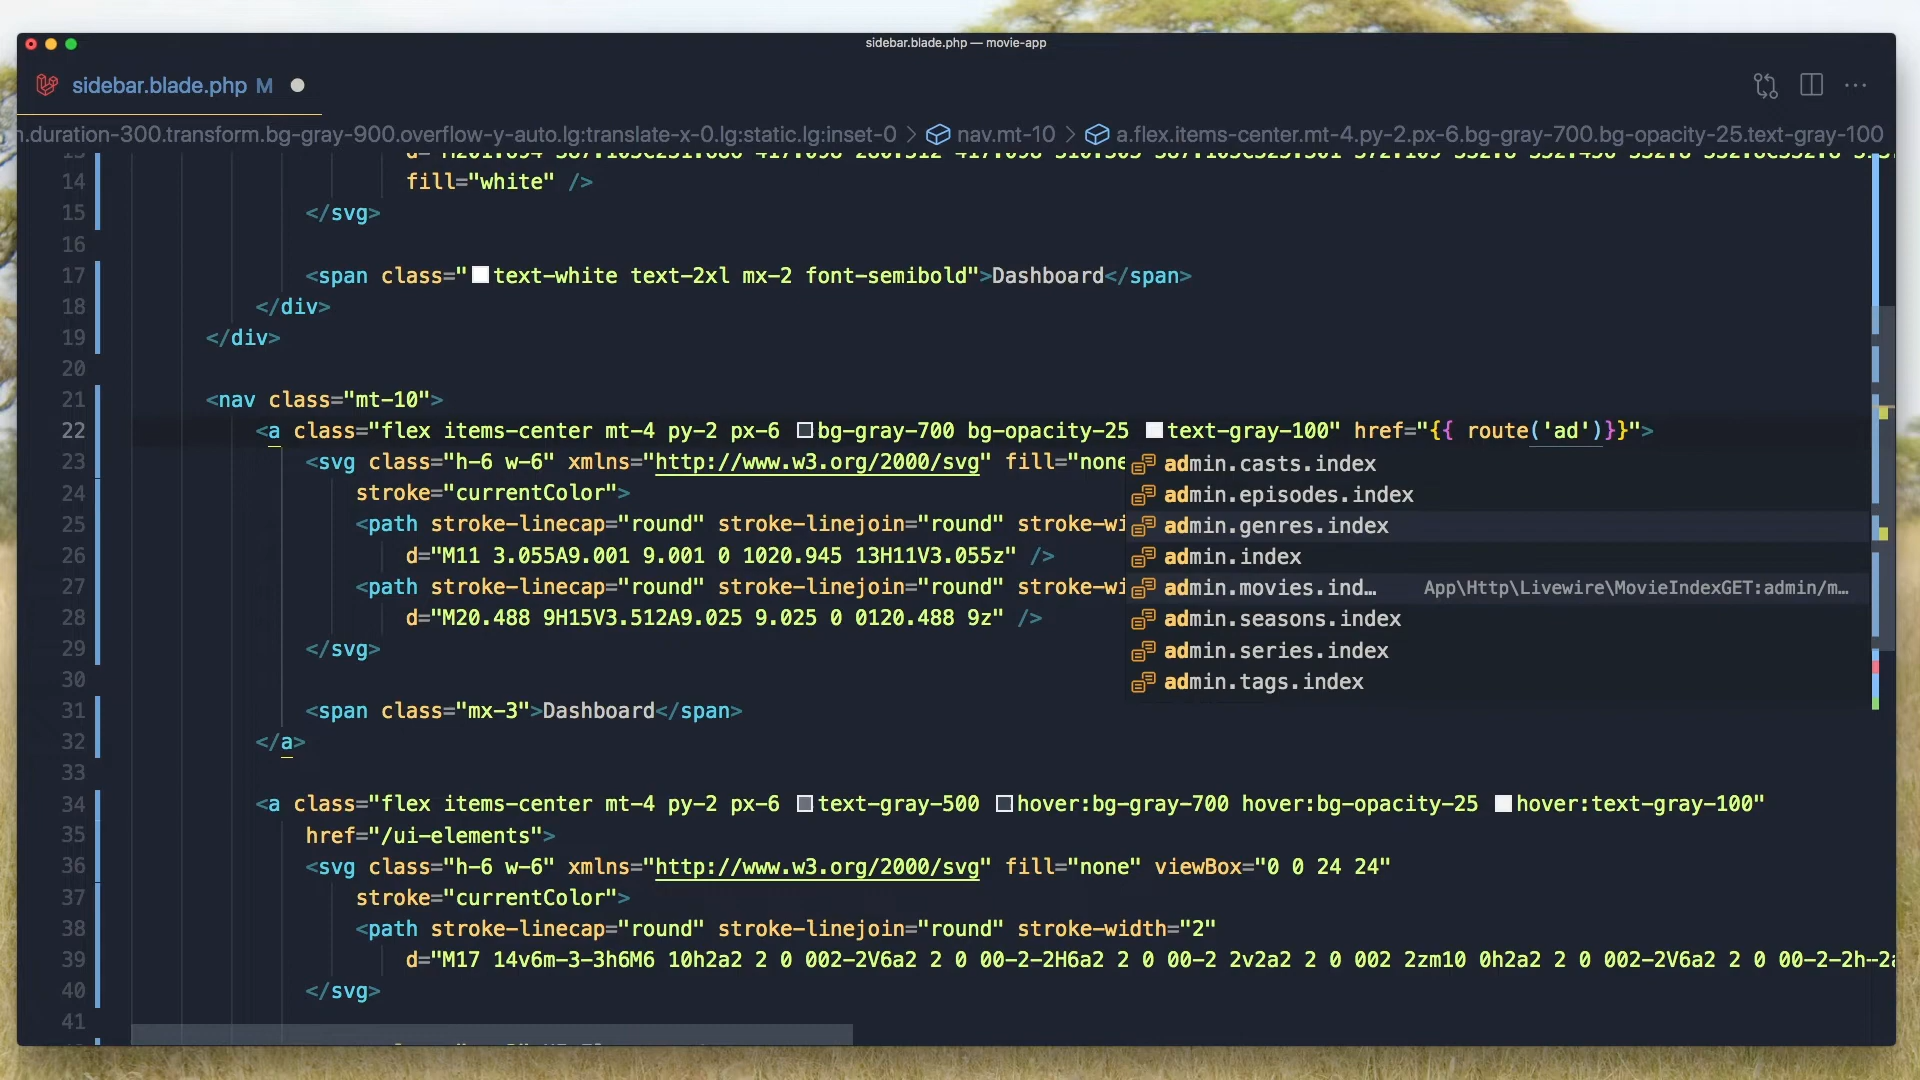 sidebar.blade.php — movie-app
sidebar.blade.php M
n.duration-300.transform.bg-gray-900.overflow-y-auto.lg:translate-x-0.lg:static.lg:inset-0 > nav.mt-10 > a.flex.items-center.mt-4.py-2.px-6.bg-gray-700.bg-opacity-25.text-gray-100
14 fill="white" />
15 </svg>
16
17 <span class="text-white text-2xl mx-2 font-semibold">Dashboard</span>
18 </div>
19 </div>
20
21 <nav class="mt-10">
22 <a class="flex items-center mt-4 py-2 px-6 bg-gray-700 bg-opacity-25 text-gray-100" href="{{ route('ad')}}">
23 <svg class="h-6 w-6" xmlns="http://www.w3.org/2000/svg" fill="none
admin.casts.index
24 stroke="currentColor">
admin.episodes.index
25 <path stroke-linecap="round" stroke-linejoin="round" stroke-wi
admin.genres.index
26 d="M11 3.055A9.001 9.001 0 1020.945 13H11V3.055z" />
admin.index
27 <path stroke-linecap="round" stroke-linejoin="round" stroke-wi
admin.movies.ind… App\Http\Livewire\MovieIndexGET:admin/m…
28 d="M20.488 9H15V3.512A9.025 9.025 0 0120.488 9z" />
admin.seasons.index
29 </svg>
admin.series.index
30
admin.tags.index
31 <span class="mx-3">Dashboard</span>
32 </a>
33
34 <a class="flex items-center mt-4 py-2 px-6 text-gray-500 hover:bg-gray-700 hover:bg-opacity-25 hover:text-gray-100"
35 href="/ui-elements">
36 <svg class="h-6 w-6" xmlns="http://www.w3.org/2000/svg" fill="none" viewBox="0 0 24 24"
37 stroke="currentColor">
38 <path stroke-linecap="round" stroke-linejoin="round" stroke-width="2"
39 d="M17 14v6m-3-3h6M6 10h2a2 2 0 002-2V6a2 2 0 00-2-2H6a2 2 0 00-2 2v2a2 2 0 002 2zm10 0h2a2 2 0 002-2V6a2 2 0 00-2-2h-2a
40 </svg>
41